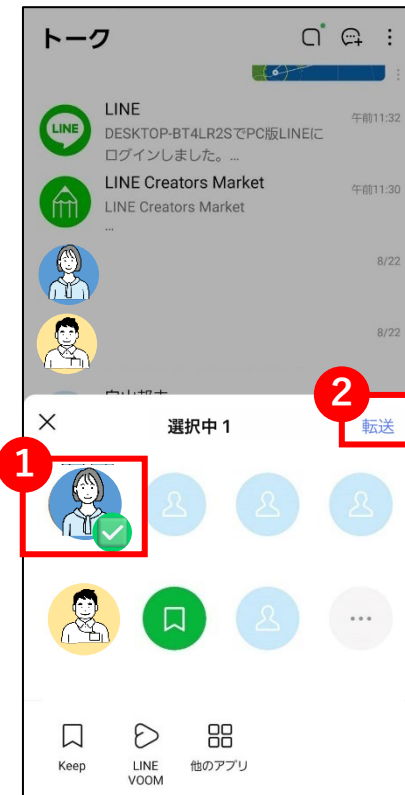 トーク
LINE
午前11:32
LINE
DESKTOP-BT4LR2SでPC版LINEに
ログインしました。...
LINE Creators Market
午前11:30
LINE Creators Market
...
8/22
8/22
2
×
選択中 1
転送
1
Keep
LINE
VOOM
他のアプリ